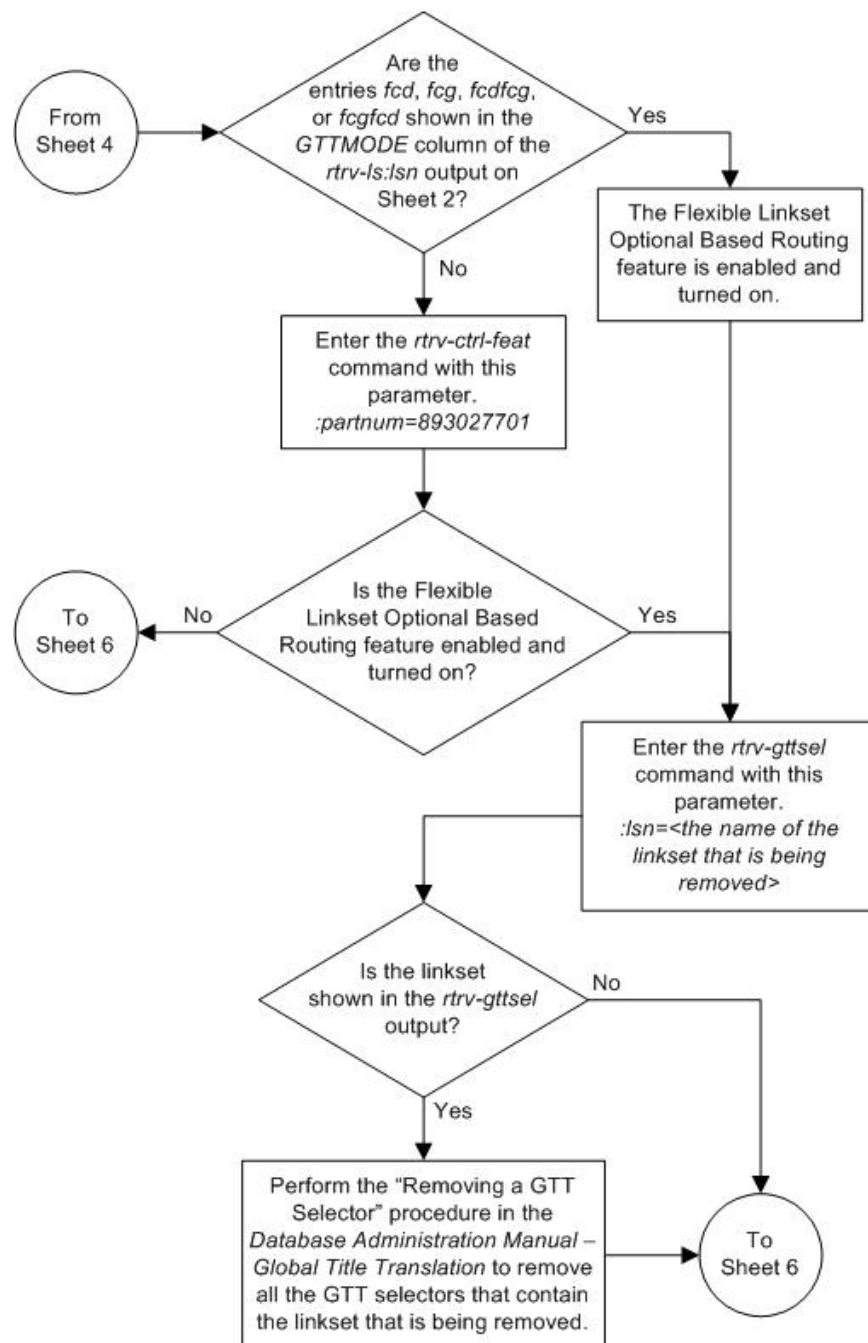 From
Sheet 4
Are the
entries fcd, fcg, fcdfcg,
or fcgfcd shown in the
GTTMODE column of the
rtrv-ls:lsn output on
Sheet 2?
Yes
No
The Flexible Linkset
Optional Based Routing
feature is enabled and
turned on.
Enter the rtrv-ctrl-feat
command with this
parameter.
:partnum=893027701
Is the Flexible
Linkset Optional Based
Routing feature enabled and
turned on?
No
Yes
To
Sheet 6
Enter the rtrv-gttsel
command with this
parameter.
:lsn=<the name of the
linkset that is being
removed>
Is the linkset
shown in the rtrv-gttsel
output?
No
Yes
Perform the “Removing a GTT
Selector” procedure in the
Database Administration Manual –
Global Title Translation to remove
all the GTT selectors that contain
the linkset that is being removed.
To
Sheet 6